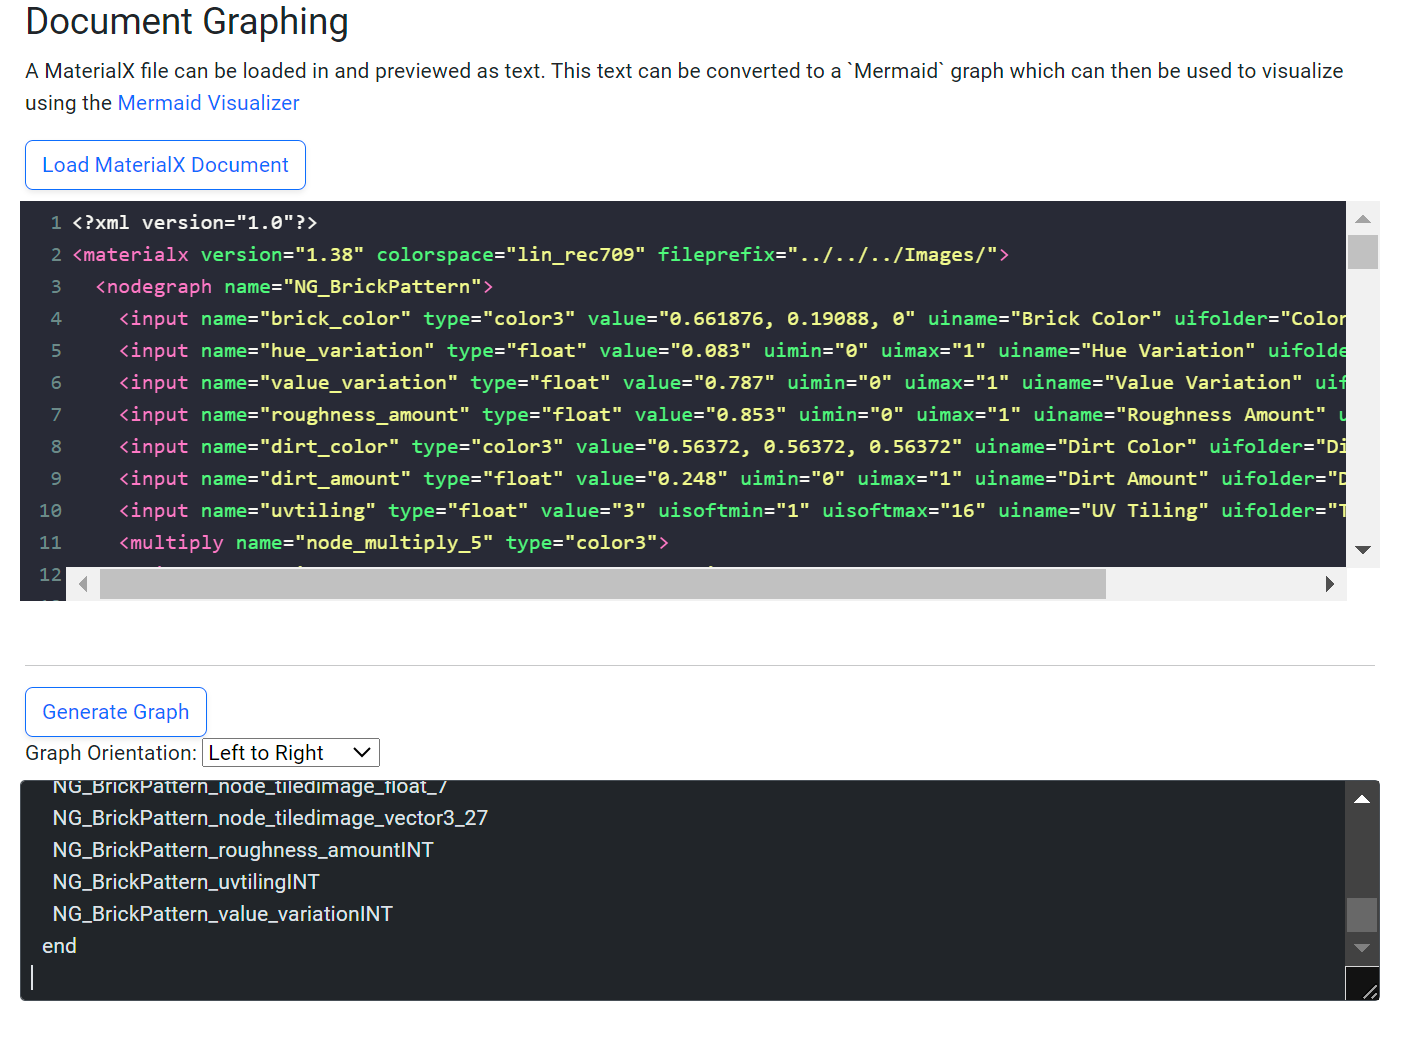 Document Graphing
A MaterialX file can be loaded in and previewed as text. This text can be converted to a `Mermaid` graph which can then be used to visualize
using the Mermaid Visualizer
Load MaterialX Document
1 <?xml version="1.0"?>
2 <materialx version="1.38" colorspace="lin_rec709" fileprefix="../../../Images/">
3 <nodegraph name="NG_BrickPattern">
4 <input name="brick_color" type="color3" value="0.661876, 0.19088, 0" uiname="Brick Color" uifolder="Color
5 <input name="hue_variation" type="float" value="0.083" uimin="0" uimax="1" uiname="Hue Variation" uifolde
6 <input name="value_variation" type="float" value="0.787" uimin="0" uimax="1" uiname="Value Variation" uif
7 <input name="roughness_amount" type="float" value="0.853" uimin="0" uimax="1" uiname="Roughness Amount" u
8 <input name="dirt_color" type="color3" value="0.56372, 0.56372, 0.56372" uiname="Dirt Color" uifolder="Di
9 <input name="dirt_amount" type="float" value="0.248" uimin="0" uimax="1" uiname="Dirt Amount" uifolder="D
10 <input name="uvtiling" type="float" value="3" uisoftmin="1" uisoftmax="16" uiname="UV Tiling" uifolder="T
11 <multiply name="node_multiply_5" type="color3">
12
Generate Graph
Graph Orientation: Left to Right
NG_BrickPattern_node_tiledimage_float_7
NG_BrickPattern_node_tiledimage_vector3_27
NG_BrickPattern_roughness_amountINT
NG_BrickPattern_uvtilingINT
NG_BrickPattern_value_variationINT
end